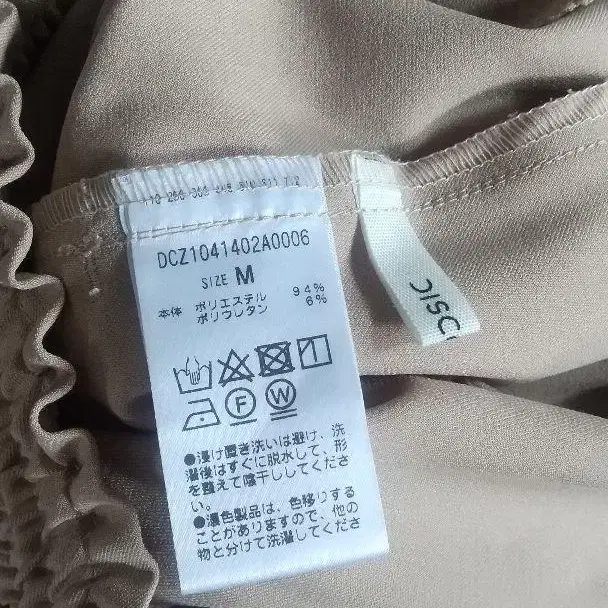 DCZ1041402A0006
SIZE M
本体 ポリエステル 94%
ポリウレタン 6%
F W
●浸け置き洗いは避け、洗
濯後はすぐに脱水して、形
を整えて陰干ししてくださ
い。
●濃色製品は、色移りする
ことがありますので、他の
物と分けて洗濯してくださ